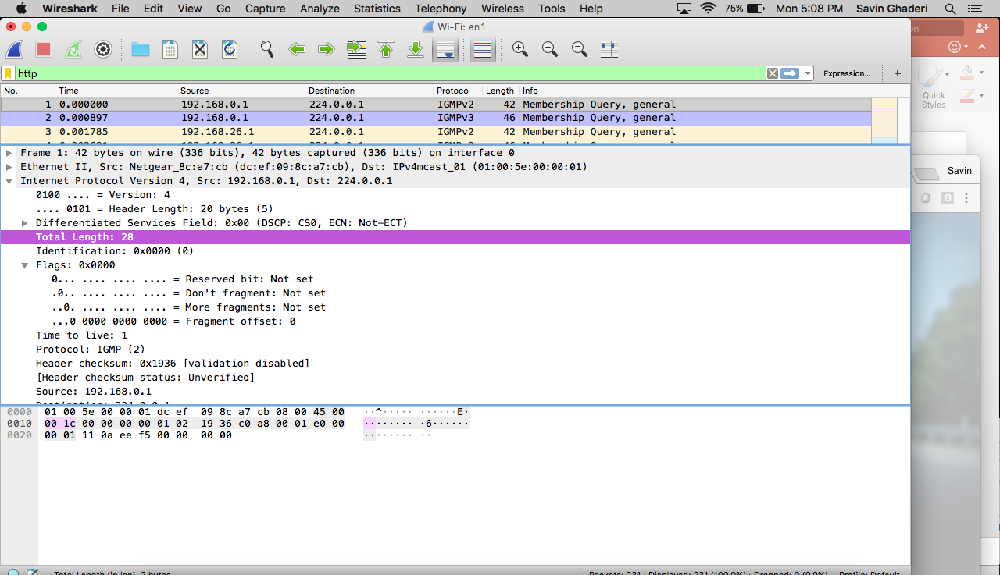 Wireshark File Edit View Go Capture Analyze Statistics Telephony Wireless Tools Help 75% Mon 5:08 PM Savin Ghaderi
Wi-Fi: en1
http Expression... +
No. Time Source Destination Protocol Length Info
1 0.000000 192.168.0.1 224.0.0.1 IGMPv2 42 Membership Query, general
2 0.000897 192.168.0.1 224.0.0.1 IGMPv3 46 Membership Query, general
3 0.001785 192.168.26.1 224.0.0.1 IGMPv2 42 Membership Query, general
Quick
Styles
Savin
Frame 1: 42 bytes on wire (336 bits), 42 bytes captured (336 bits) on interface 0
Ethernet II, Src: Netgear_8c:a7:cb (dc:ef:09:8c:a7:cb), Dst: IPv4mcast_01 (01:00:5e:00:00:01)
Internet Protocol Version 4, Src: 192.168.0.1, Dst: 224.0.0.1
0100 .... = Version: 4
.... 0101 = Header Length: 20 bytes (5)
Differentiated Services Field: 0x00 (DSCP: CS0, ECN: Not-ECT)
Total Length: 28
Identification: 0x0000 (0)
Flags: 0x0000
0... .... .... .... = Reserved bit: Not set
.0.. .... .... .... = Don't fragment: Not set
..0. .... .... .... = More fragments: Not set
...0 0000 0000 0000 = Fragment offset: 0
Time to live: 1
Protocol: IGMP (2)
Header checksum: 0x1936 [validation disabled]
[Header checksum status: Unverified]
Source: 192.168.0.1
0000 01 00 5e 00 00 01 dc ef 09 8c a7 cb 08 00 45 00 ··^····· ······E·
0010 00 1c 00 00 00 00 01 02 19 36 c0 a8 00 01 e0 00 ········ ·6······
0020 00 01 11 0a ee f5 00 00 00 00 ········ ··
Packets: 231 · Displayed: 231 (100.0%) · Dropped: 0 (0.0%) Profile: Default